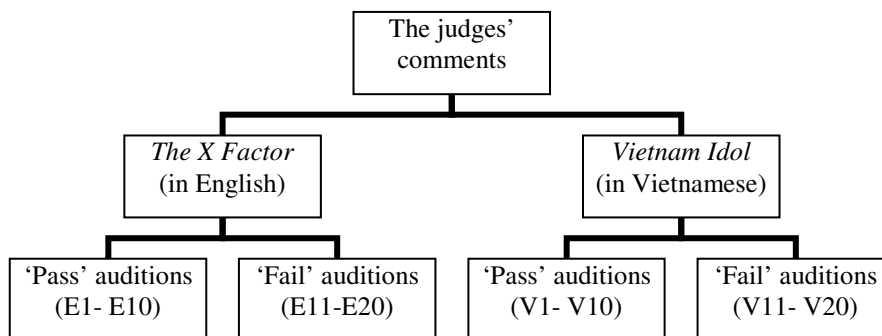 The judges’
comments
The X Factor
(in English)
Vietnam Idol
(in Vietnamese)
‘Pass’ auditions
(E1- E10)
‘Fail’ auditions
(E11-E20)
‘Pass’ auditions
(V1- V10)
‘Fail’ auditions
(V11- V20)